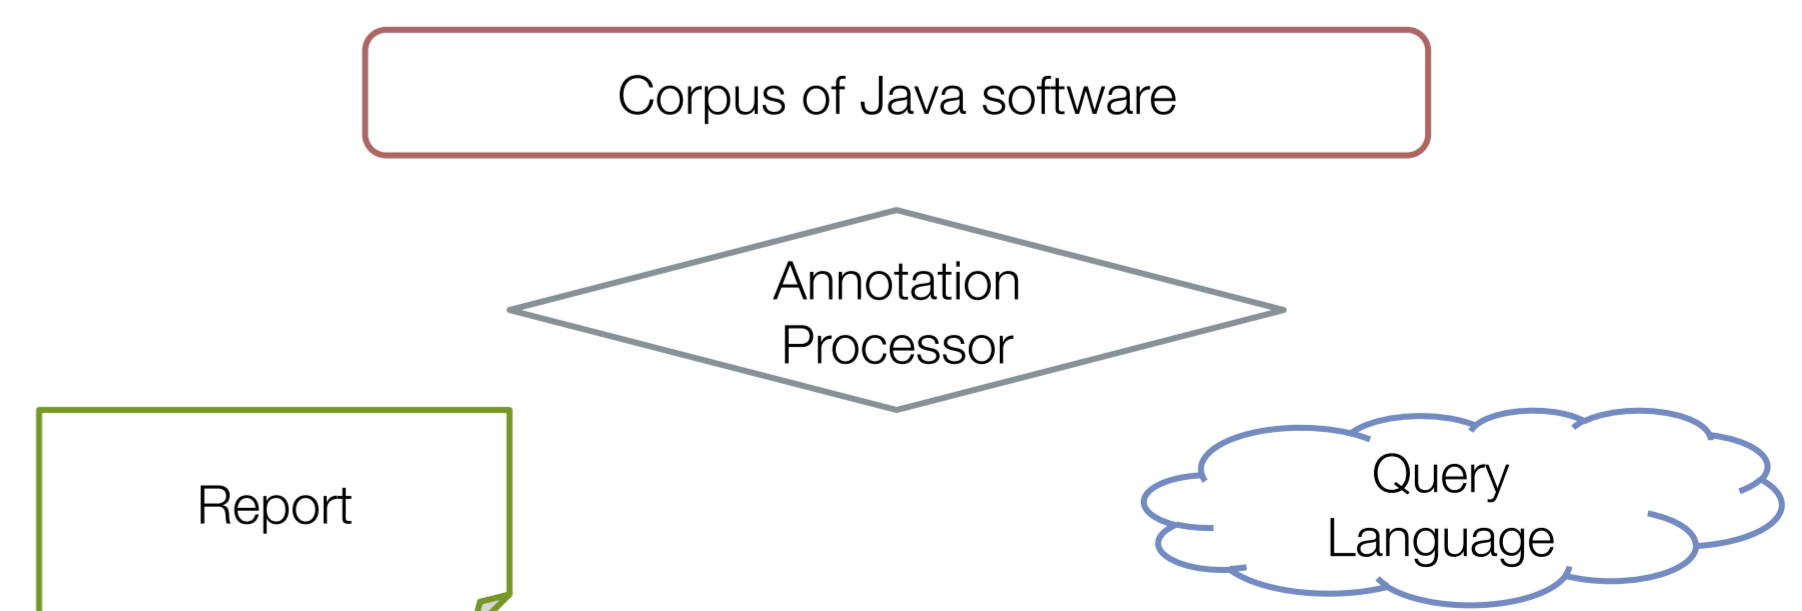 Corpus of Java software
Annotation
Processor
Report
Query
Language